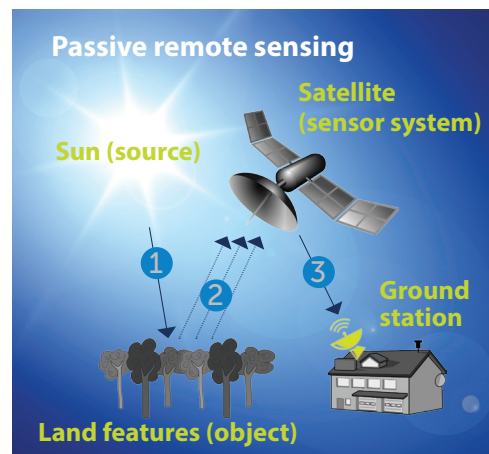 Passive remote sensing
Satellite
(sensor system)
Sun (source)
1
2
3
Ground
station
Land features (object)